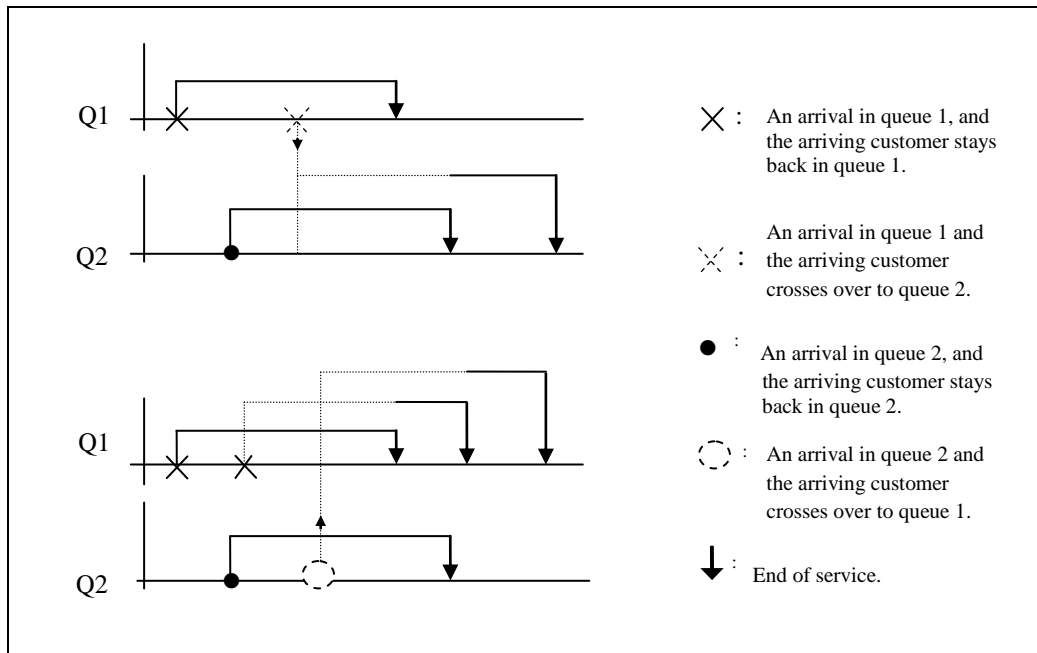 Q1
Q2
Q1
Q2
: An arrival in queue 1, and
the arriving customer stays
back in queue 1.
: An arrival in queue 1 and
the arriving customer
crosses over to queue 2.
: An arrival in queue 2, and
the arriving customer stays
back in queue 2.
: An arrival in queue 2 and
the arriving customer
crosses over to queue 1.
: End of service.